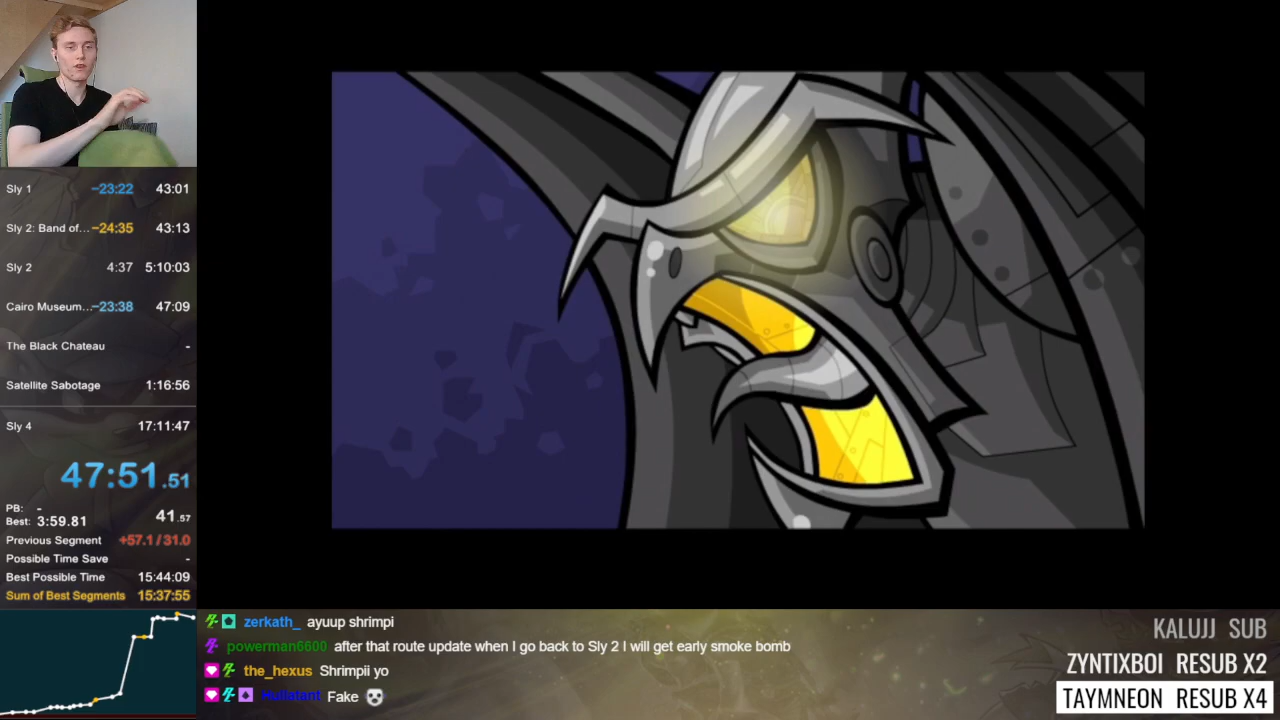 Sly 1 −23:22 43:01
Sly 2: Band of... −24:35 43:13
Sly 2 4:37 5:10:03
Cairo Museum... −23:38 47:09
The Black Chateau -
Satellite Sabotage 1:16:56
Sly 4 17:11:47
47:51.51
PB: -
Best: 3:59.81 41.57
Previous Segment +57.1 / 31.0
Possible Time Save -
Best Possible Time 15:44:09
Sum of Best Segments 15:37:55
zerkath_ ayuup shrimpi
powerman6600 after that route update when I go back to Sly 2 I will get early smoke bomb
the_hexus Shrimpii yo
Hullatant Fake
KALUJJ SUB
ZYNTIXBOI RESUB X2
TAYMNEON RESUB X4